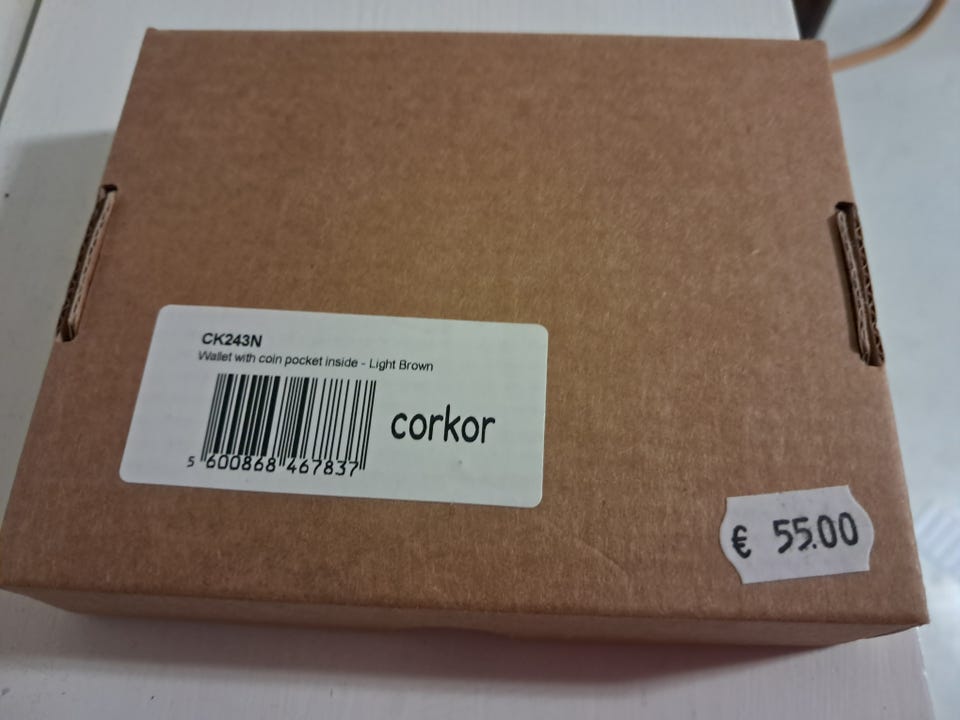 CK243N
Wallet with coin pocket inside - Light Brown
corkor
5 600868 467837
€ 55.00